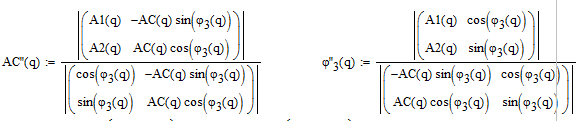 AC''(q) := |(A1(q) -AC(q) sin(φ₃(q)) A2(q) AC(q) cos(φ₃(q)))| / |(cos(φ₃(q)) -AC(q) sin(φ₃(q)) sin(φ₃(q)) AC(q) cos(φ₃(q)))|
φ''₃(q) := |(A1(q) cos(φ₃(q)) A2(q) sin(φ₃(q)))| / |(-AC(q) sin(φ₃(q)) cos(φ₃(q)) AC(q) cos(φ₃(q)) sin(φ₃(q)))|